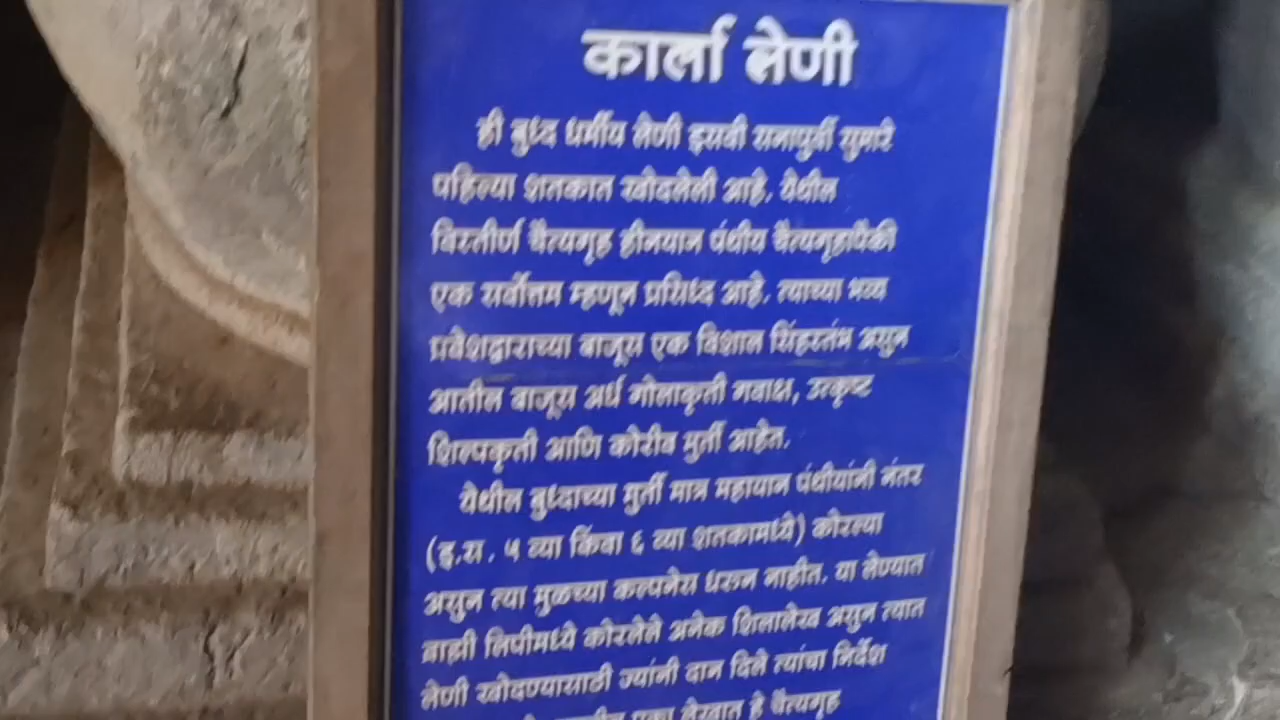 कार्ला लेणी
ही बुध्द धर्मीय लेणी इसवी सनापुर्वी सुमारे
पहिल्या शतकात खोदलेली आहे. येथील
विस्तीर्ण चैत्यगृह हीनयान पंथीय चैत्यगृहापैकी
एक सर्वोत्तम म्हणून प्रसिध्द आहे. त्याच्या भव्य
प्रवेशद्वाराच्या बाजूस एक विशाल सिंहस्तंभ असुन
आतील बाजूस अर्ध गोलाकृती गवाक्ष, उत्कृष्ट
शिल्पकृती आणि कोरीव मुर्ती आहेत.
येथील बुध्दाच्या मुर्ती मात्र महायान पंथीयांनी नंतर
(इ.स. ५ व्या किंवा ६ व्या शतकामध्ये) कोरल्या
असुन त्या मुळच्या कल्पनेस धरून नाहीत. या लेण्यात
ब्राह्मी लिपीमध्ये कोरलेले अनेक शिलालेख असुन त्यात
लेणी खोदण्यासाठी ज्यांनी दान दिले त्यांचा निर्देश
एका लेखात हे चैत्यगृह